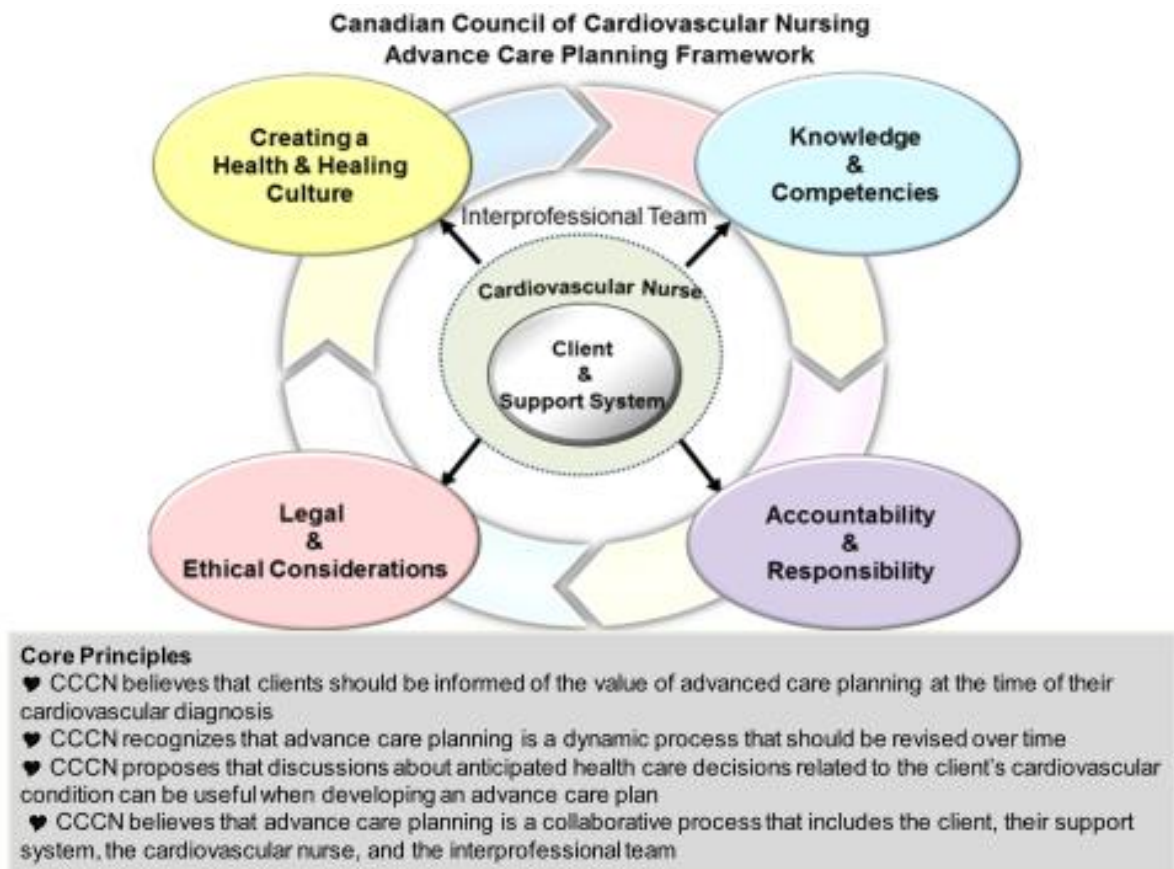 Canadian Council of Cardiovascular Nursing
Advance Care Planning Framework
Creating a
Health & Healing
Culture
Knowledge
&
Competencies
Interprofessional Team
Cardiovascular Nurse
Client
&
Support System
Legal
&
Ethical Considerations
Accountability
&
Responsibility
Core Principles
♥ CCCN believes that clients should be informed of the value of advanced care planning at the time of their
cardiovascular diagnosis
♥ CCCN recognizes that advance care planning is a dynamic process that should be revised over time
♥ CCCN proposes that discussions about anticipated health care decisions related to the client's cardiovascular
condition can be useful when developing an advance care plan
♥ CCCN believes that advance care planning is a collaborative process that includes the client, their support
system, the cardiovascular nurse, and the interprofessional team